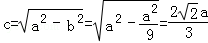 c=√(a² - b²)=√(a² - a²/9)=2√2a/3